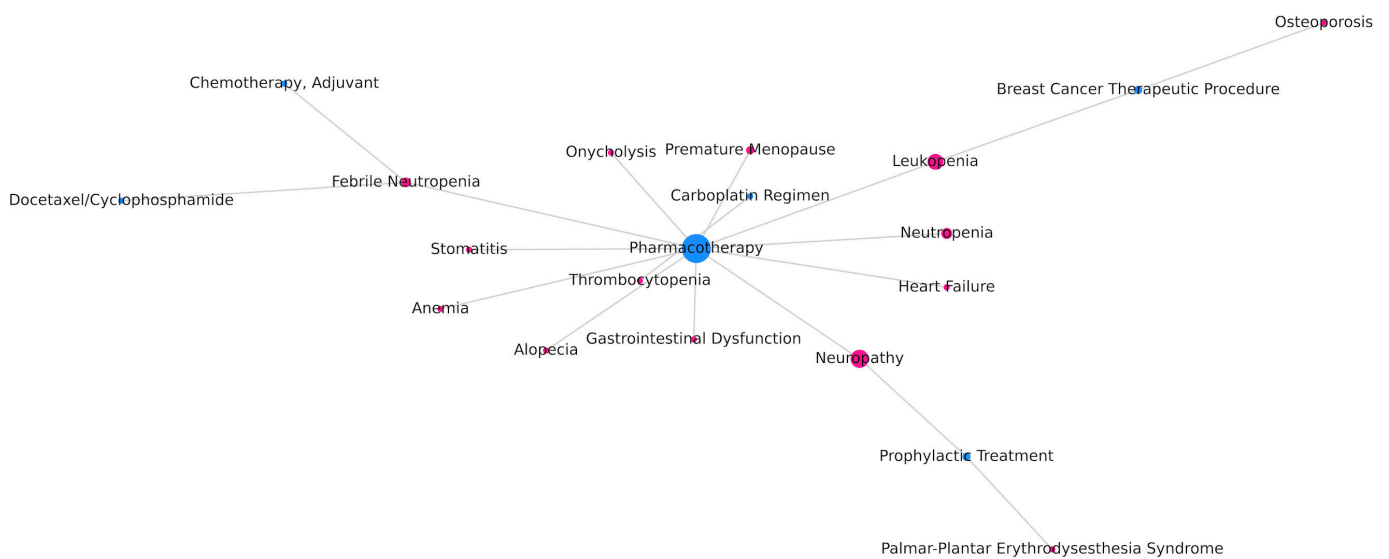 Osteoporosis
Chemotherapy, Adjuvant
Breast Cancer Therapeutic Procedure
Onycholysis
Premature Menopause
Leukopenia
Febrile Neutropenia
Carboplatin Regimen
Docetaxel/Cyclophosphamide
Neutropenia
Stomatitis
Pharmacotherapy
Thrombocytopenia
Heart Failure
Anemia
Gastrointestinal Dysfunction
Alopecia
Neuropathy
Prophylactic Treatment
Palmar-Plantar Erythrodysesthesia Syndrome